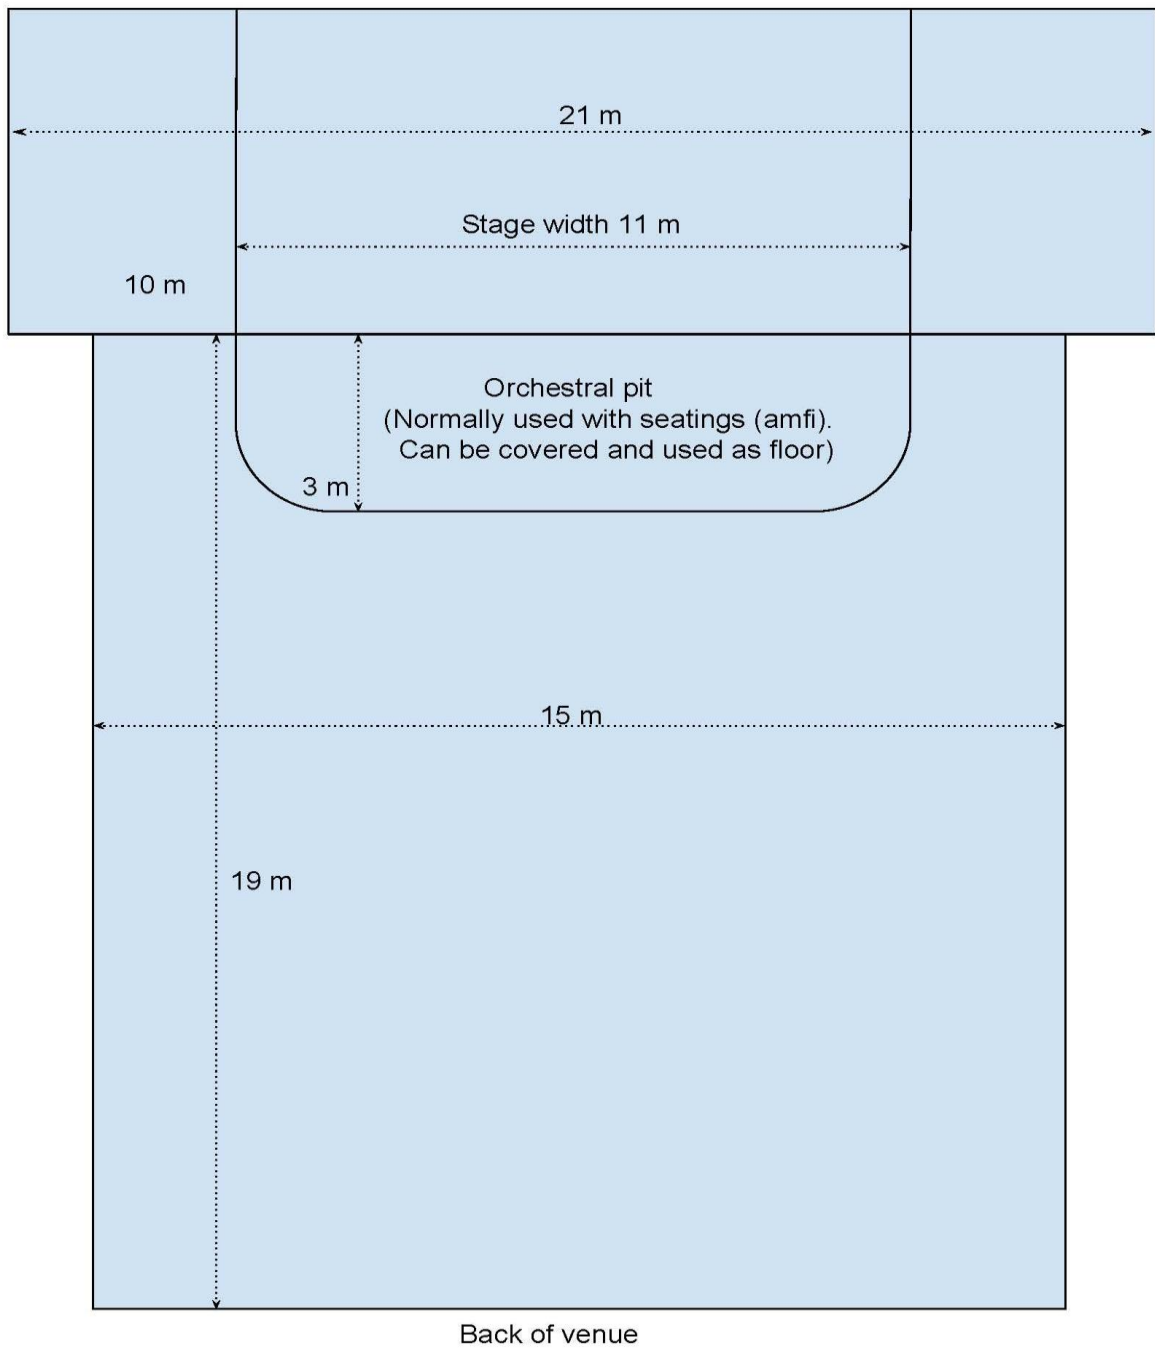 21 m
Stage width 11 m
10 m
Orchestral pit
(Normally used with seatings (amfi).
Can be covered and used as floor)
3 m
15 m
19 m
Back of venue